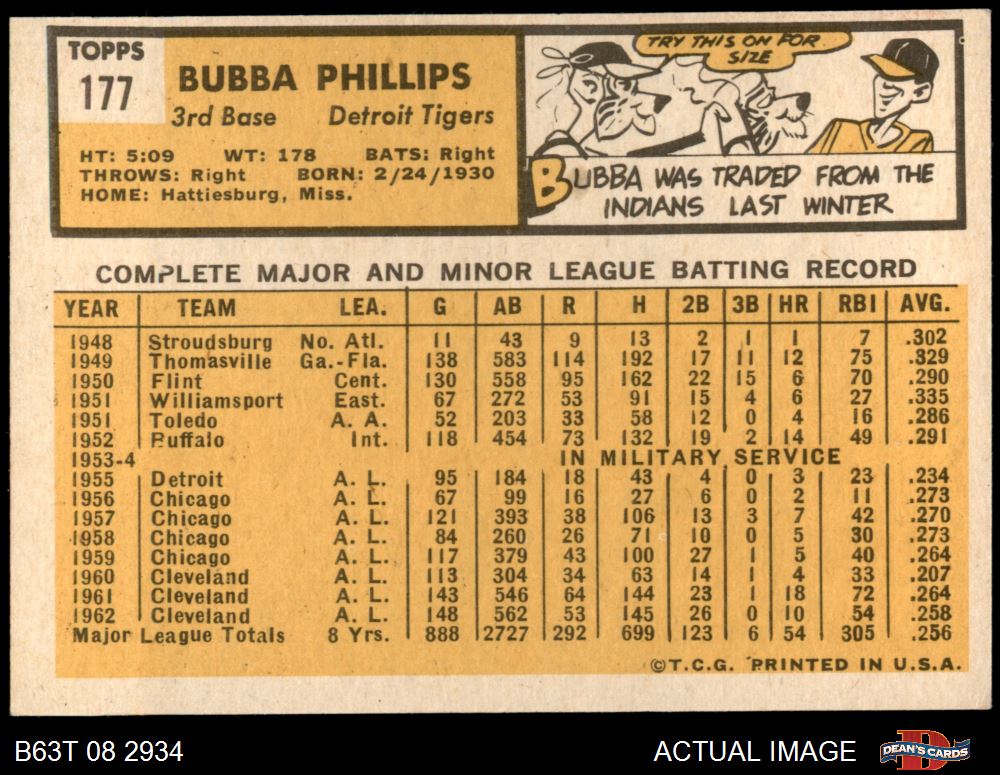 TOPPS
177
BUBBA PHILLIPS
3rd Base Detroit Tigers
HT: 5:09 WT: 178 BATS: Right
THROWS: Right BORN: 2/24/1930
HOME: Hattiesburg, Miss.
TRY THIS ON FOR
SIZE
BUBBA WAS TRADED FROM THE
INDIANS LAST WINTER
COMPLETE MAJOR AND MINOR LEAGUE BATTING RECORD
YEAR TEAM LEA. G AB R H 2B 3B HR RBI AVG.
1948 Stroudsburg No. Atl. 11 43 9 13 2 1 1 7 .302
1949 Thomasville Ga.-Fla. 138 583 114 192 17 11 12 75 .329
1950 Flint Cent. 130 558 95 162 22 15 6 70 .290
1951 Williamsport East. 67 272 53 91 15 4 6 27 .335
1951 Toledo A. A. 52 203 33 58 12 0 4 16 .286
1952 Buffalo Int. 118 454 73 132 19 2 14 49 .291
1953-4 IN MILITARY SERVICE
1955 Detroit A. L. 95 184 18 43 4 0 3 23 .234
1956 Chicago A. L. 67 99 16 27 6 0 2 11 .273
1957 Chicago A. L. 121 393 38 106 13 3 7 42 .270
1958 Chicago A. L. 84 260 26 71 10 0 5 30 .273
1959 Chicago A. L. 117 379 43 100 27 1 5 40 .264
1960 Cleveland A. L. 113 304 34 63 14 1 4 33 .207
1961 Cleveland A. L. 143 546 64 144 23 1 18 72 .264
1962 Cleveland A. L. 148 562 53 145 26 0 10 54 .258
Major League Totals 8 Yrs. 888 2727 292 699 123 6 54 305 .256
©T.C.G. PRINTED IN U.S.A.
B63T 08 2934 ACTUAL IMAGE DEAN'S CARDS